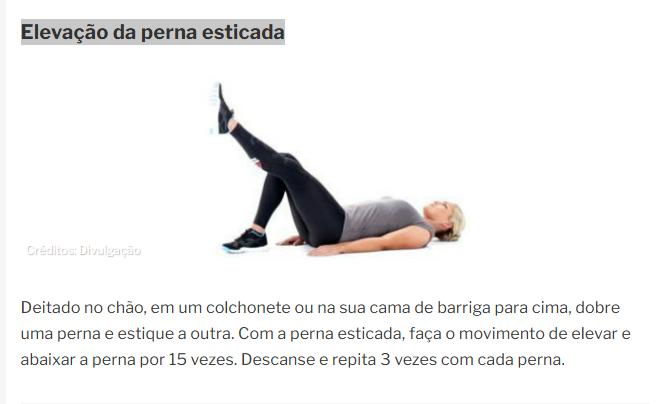 Elevação da perna esticada
Créditos: Divulgação
Deitado no chão, em um colchonete ou na sua cama de barriga para cima, dobre
uma perna e estique a outra. Com a perna esticada, faça o movimento de elevar e
abaixar a perna por 15 vezes. Descanse e repita 3 vezes com cada perna.